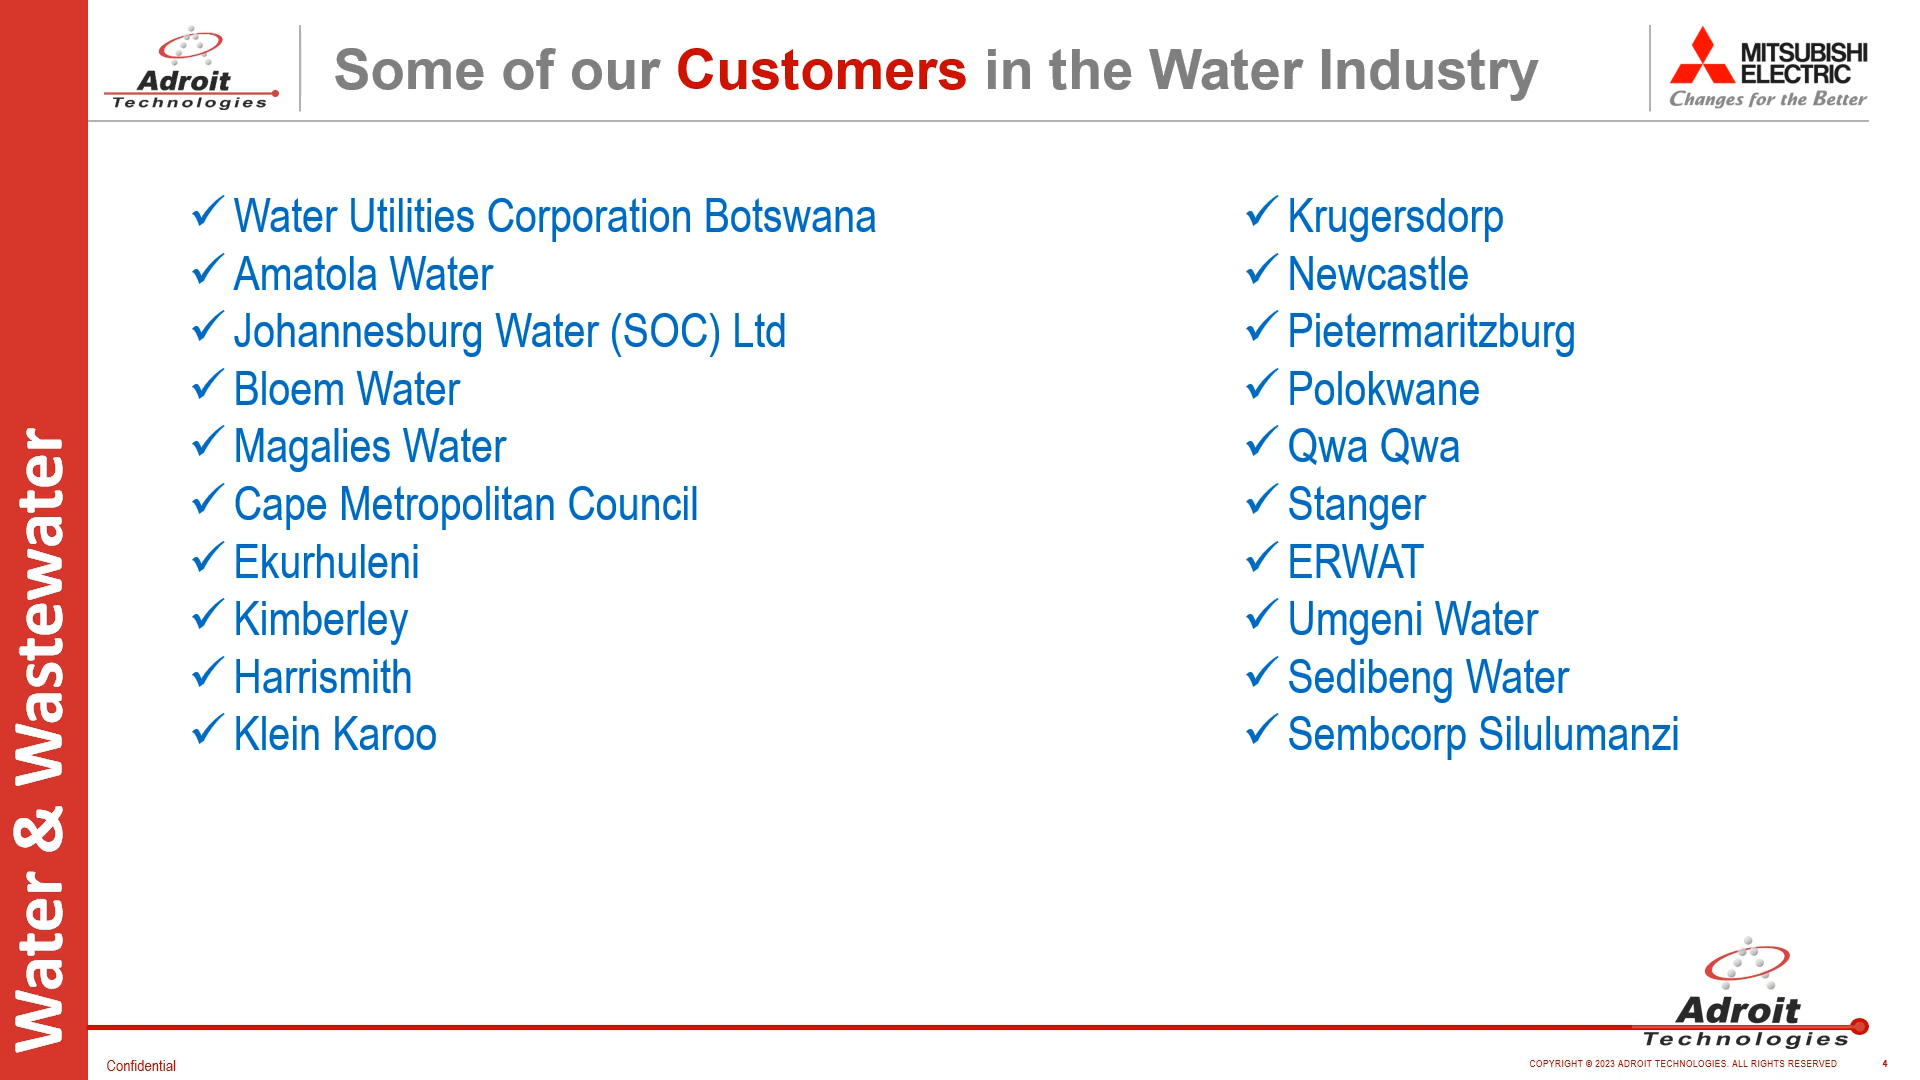 Adroit
Technologies
Some of our Customers in the Water Industry
MITSUBISHI
ELECTRIC
Changes for the Better
Water & Wastewater
✓ Water Utilities Corporation Botswana
✓ Amatola Water
✓ Johannesburg Water (SOC) Ltd
✓ Bloem Water
✓ Magalies Water
✓ Cape Metropolitan Council
✓ Ekurhuleni
✓ Kimberley
✓ Harrismith
✓ Klein Karoo
✓ Krugersdorp
✓ Newcastle
✓ Pietermaritzburg
✓ Polokwane
✓ Qwa Qwa
✓ Stanger
✓ ERWAT
✓ Umgeni Water
✓ Sedibeng Water
✓ Sembcorp Silulumanzi
Adroit
Technologies
Confidential
COPYRIGHT © 2023 ADROIT TECHNOLOGIES. ALL RIGHTS RESERVED
4